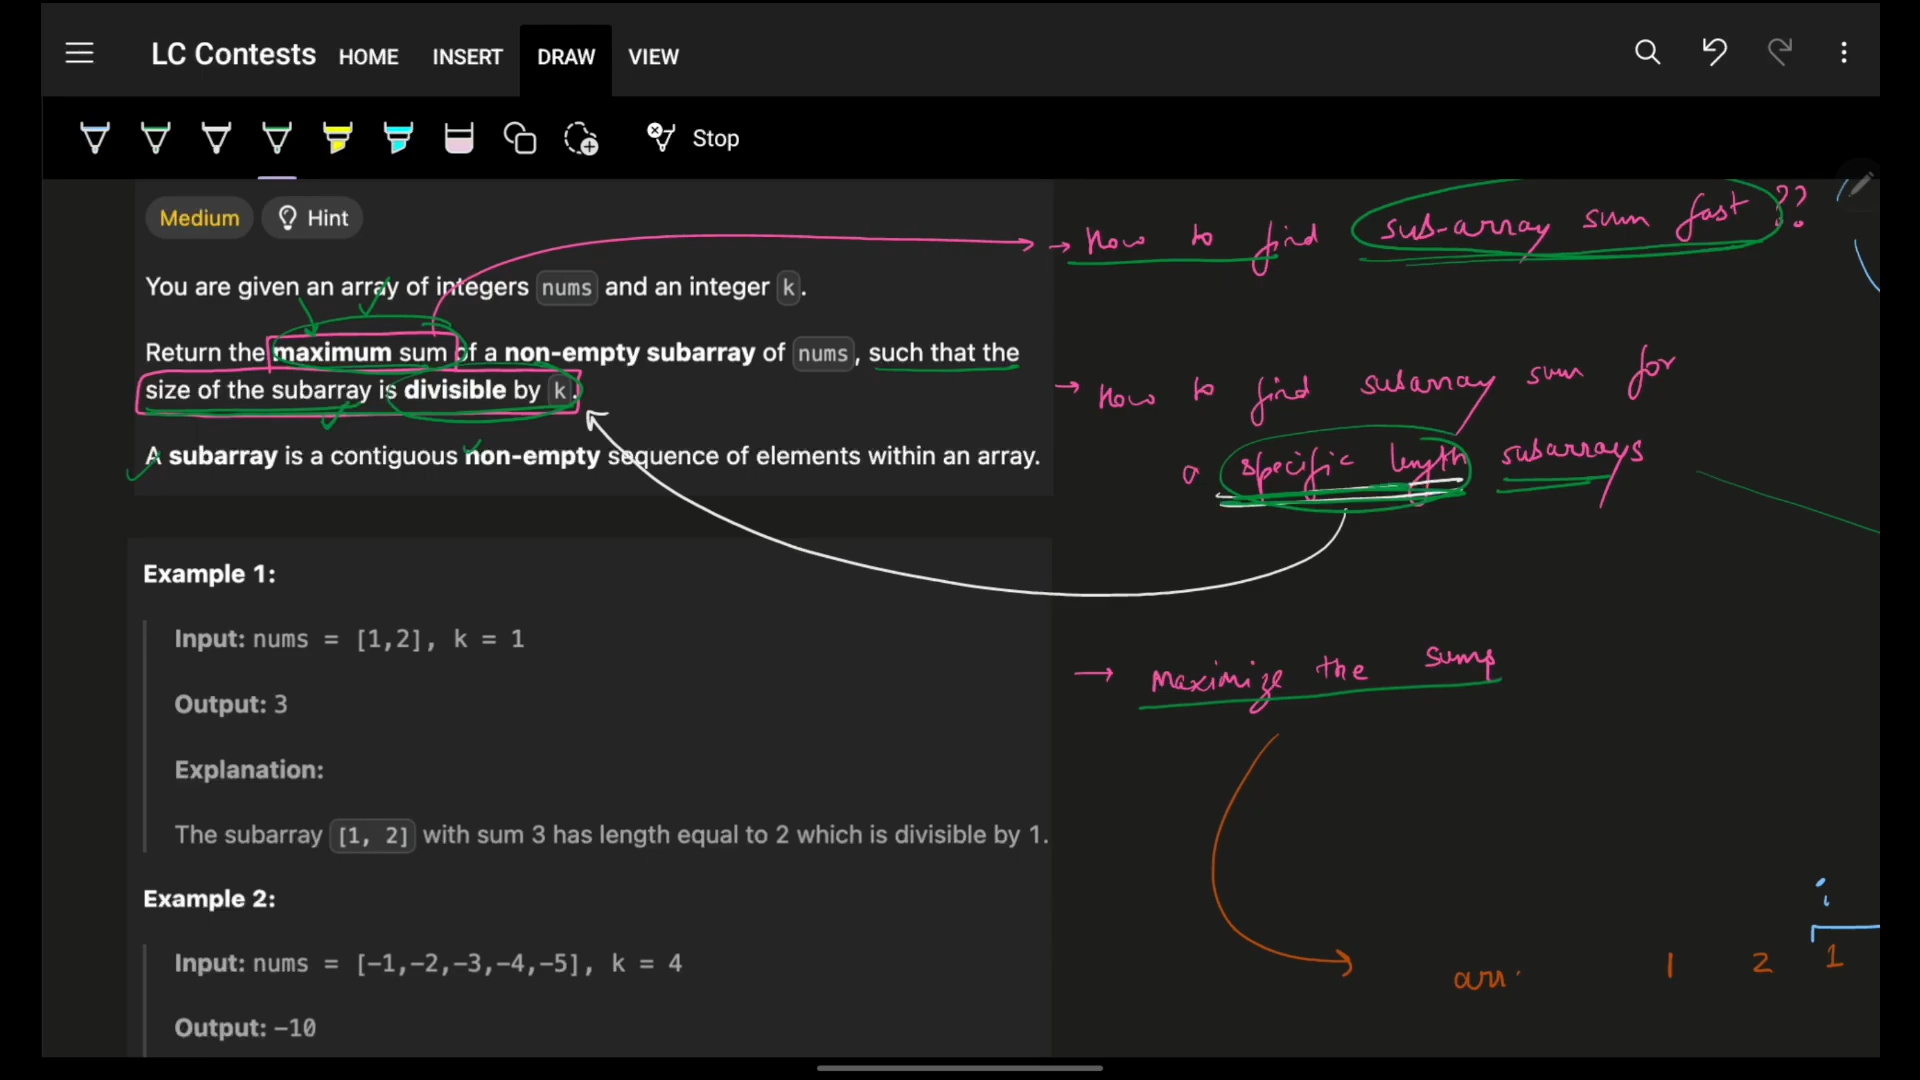 LC Contests HOME INSERT DRAW VIEW
Stop
Medium Hint
You are given an array of integers nums and an integer k.
Return the maximum sum of a non-empty subarray of nums, such that the
size of the subarray is divisible by k.
A subarray is a contiguous non-empty sequence of elements within an array.
Example 1:
Input: nums = [1,2], k = 1
Output: 3
Explanation:
The subarray [1, 2] with sum 3 has length equal to 2 which is divisible by 1.
Example 2:
Input: nums = [-1,-2,-3,-4,-5], k = 4
Output: -10
→ How to find sub-array sum fast ??
→ How to find subarray sum for
a specific length subarrays
→ Maximize the sums
i
arr. 1 2 1